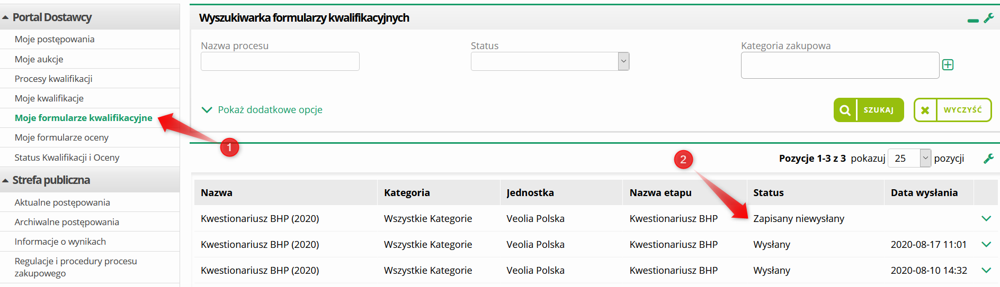 Portal Dostawcy
Moje postępowania
Moje aukcje
Procesy kwalifikacji
Moje kwalifikacje
Moje formularze kwalifikacyjne
Moje formularze oceny
Status Kwalifikacji i Oceny
Strefa publiczna
Aktualne postępowania
Archiwalne postępowania
Informacje o wynikach
Regulacje i procedury procesu
zakupowego
1
Wyszukiwarka formularzy kwalifikacyjnych
Nazwa procesu Status Kategoria zakupowa
Pokaż dodatkowe opcje SZUKAJ WYCZYŚĆ
2
Pozycje 1-3 z 3 pokazuj 25 pozycji
Nazwa Kategoria Jednostka Nazwa etapu Status Data wysłania
Kwestionariusz BHP (2020) Wszystkie Kategorie Veolia Polska Kwestionariusz BHP Zapisany niewysłany
Kwestionariusz BHP (2020) Wszystkie Kategorie Veolia Polska Kwestionariusz BHP Wysłany 2020-08-17 11:01
Kwestionariusz BHP (2020) Wszystkie Kategorie Veolia Polska Kwestionariusz BHP Wysłany 2020-08-10 14:32